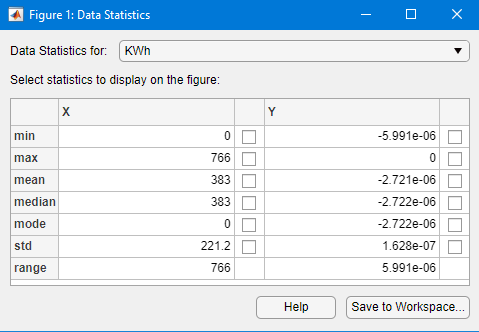 Figure 1: Data Statistics
Data Statistics for: KWh
Select statistics to display on the figure:
X Y
min 0 -5.991e-06
max 766 0
mean 383 -2.721e-06
median 383 -2.722e-06
mode 0 -2.722e-06
std 221.2 1.628e-07
range 766 5.991e-06
Help Save to Workspace...